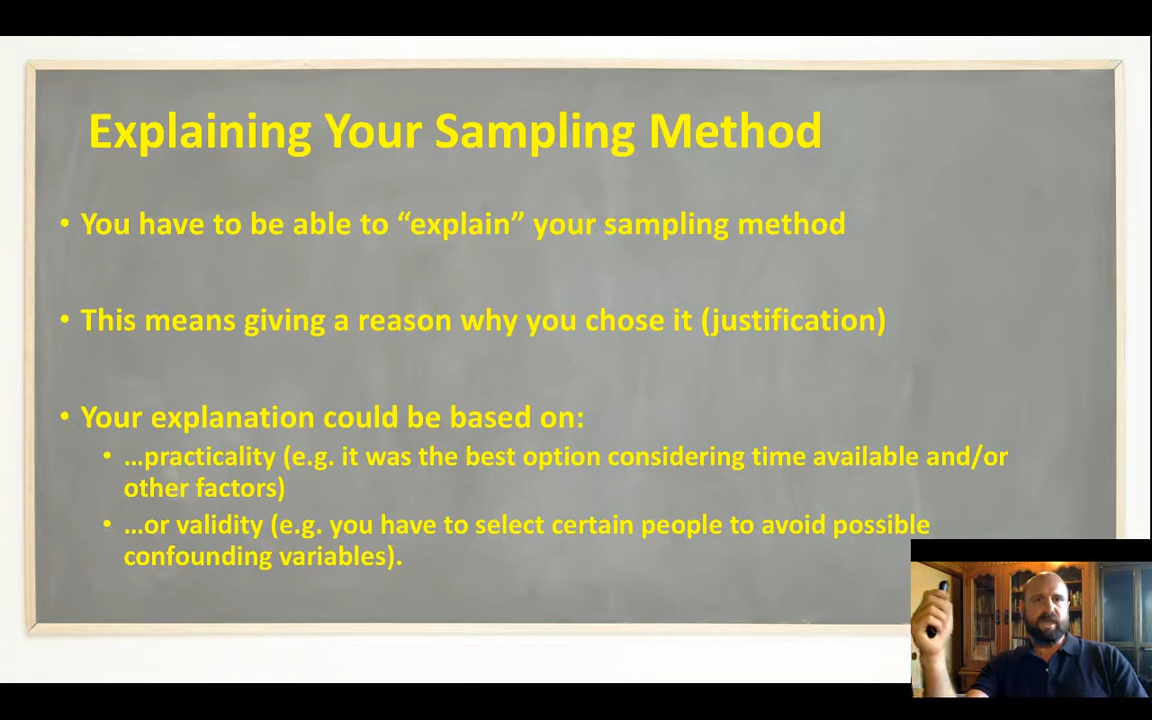 Explaining Your Sampling Method
• You have to be able to “explain” your sampling method
• This means giving a reason why you chose it (justification)
• Your explanation could be based on:
• …practicality (e.g. it was the best option considering time available and/or
other factors)
• …or validity (e.g. you have to select certain people to avoid possible
confounding variables).